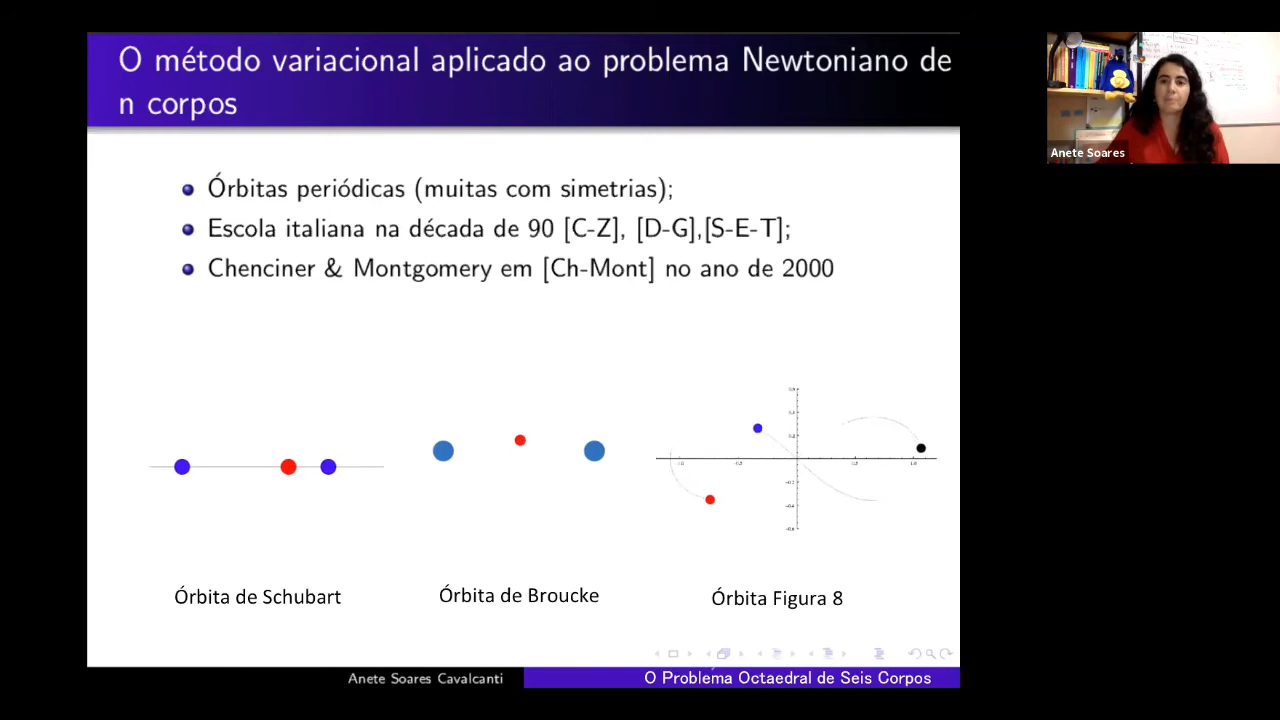 O método variacional aplicado ao problema Newtoniano de
n corpos
Anete Soares
Órbitas periódicas (muitas com simetrias);
Escola italiana na década de 90 [C-Z], [D-G],[S-E-T];
Chenciner & Montgomery em [Ch-Mont] no ano de 2000
Órbita de Schubart
Órbita de Broucke
Órbita Figura 8
Anete Soares Cavalcanti
O Problema Octaedral de Seis Corpos